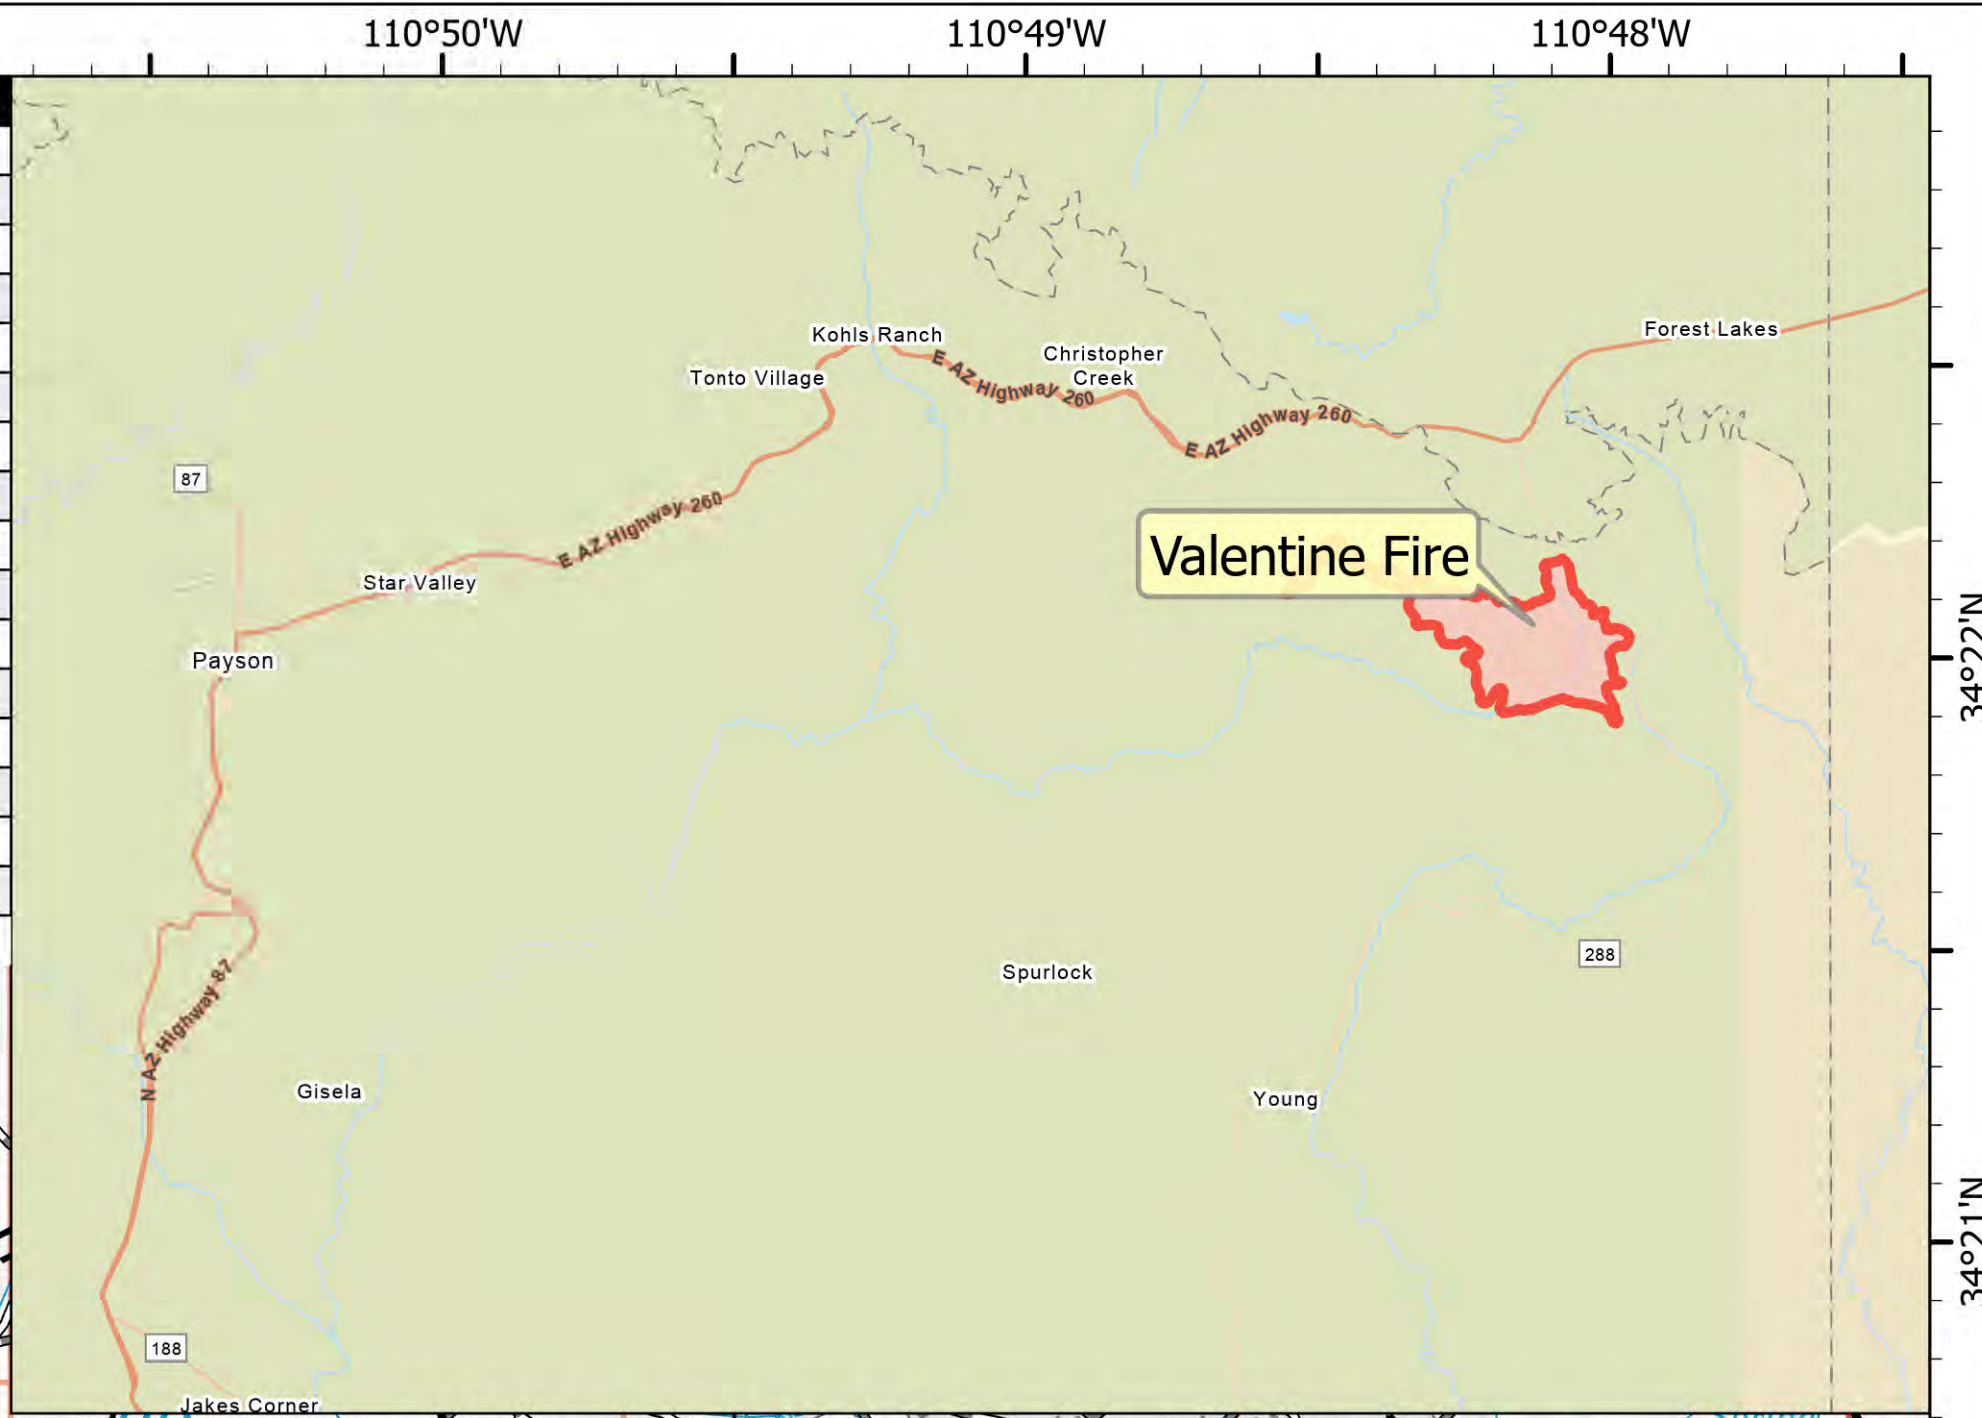 110°50'W
110°49'W
110°48'W
Kohls Ranch
Forest Lakes
Tonto Village
E AZ Highway 260
Christopher
Creek
E AZ Highway 260
87
E AZ Highway 260
Valentine Fire
Star Valley
Payson
34°22'N
N AZ Highway 87
Spurlock
288
Gisela
Young
34°21'N
188
Jakes Corner